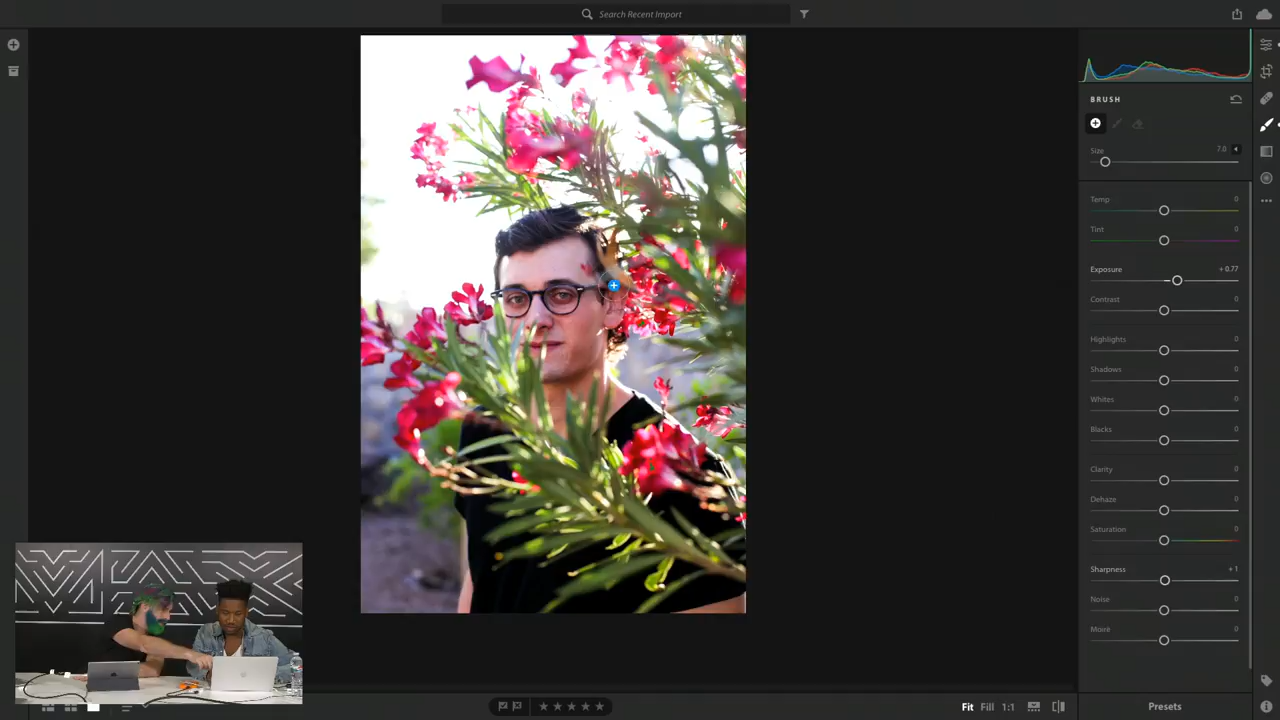 Search Recent Import
BRUSH
Size 7.0
Temp 0
Tint 0
Exposure + 0.77
Contrast 0
Highlights 0
Shadows 0
Whites 0
Blacks 0
Clarity 0
Dehaze 0
Saturation 0
Sharpness + 1
Noise 0
Moiré 0
Fit Fill 1:1
Presets